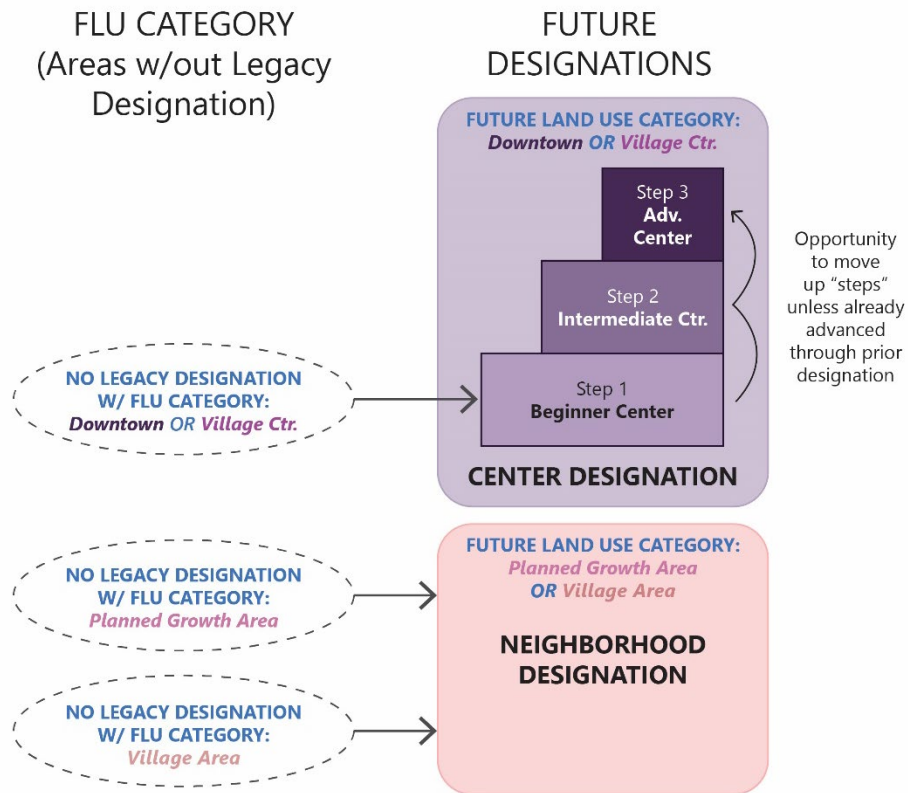 FLU CATEGORY
(Areas w/out Legacy
Designation)
FUTURE
DESIGNATIONS
FUTURE LAND USE CATEGORY:
Downtown OR Village Ctr.
Step 3
Adv.
Center
Step 2
Intermediate Ctr.
Step 1
Beginner Center
Opportunity
to move
up “steps“
unless already
advanced
through prior
designation
NO LEGACY DESIGNATION
W/ FLU CATEGORY:
Downtown OR Village Ctr.
CENTER DESIGNATION
NO LEGACY DESIGNATION
W/ FLU CATEGORY:
Planned Growth Area
FUTURE LAND USE CATEGORY:
Planned Growth Area
OR Village Area
NEIGHBORHOOD
DESIGNATION
NO LEGACY DESIGNATION
W/ FLU CATEGORY:
Village Area